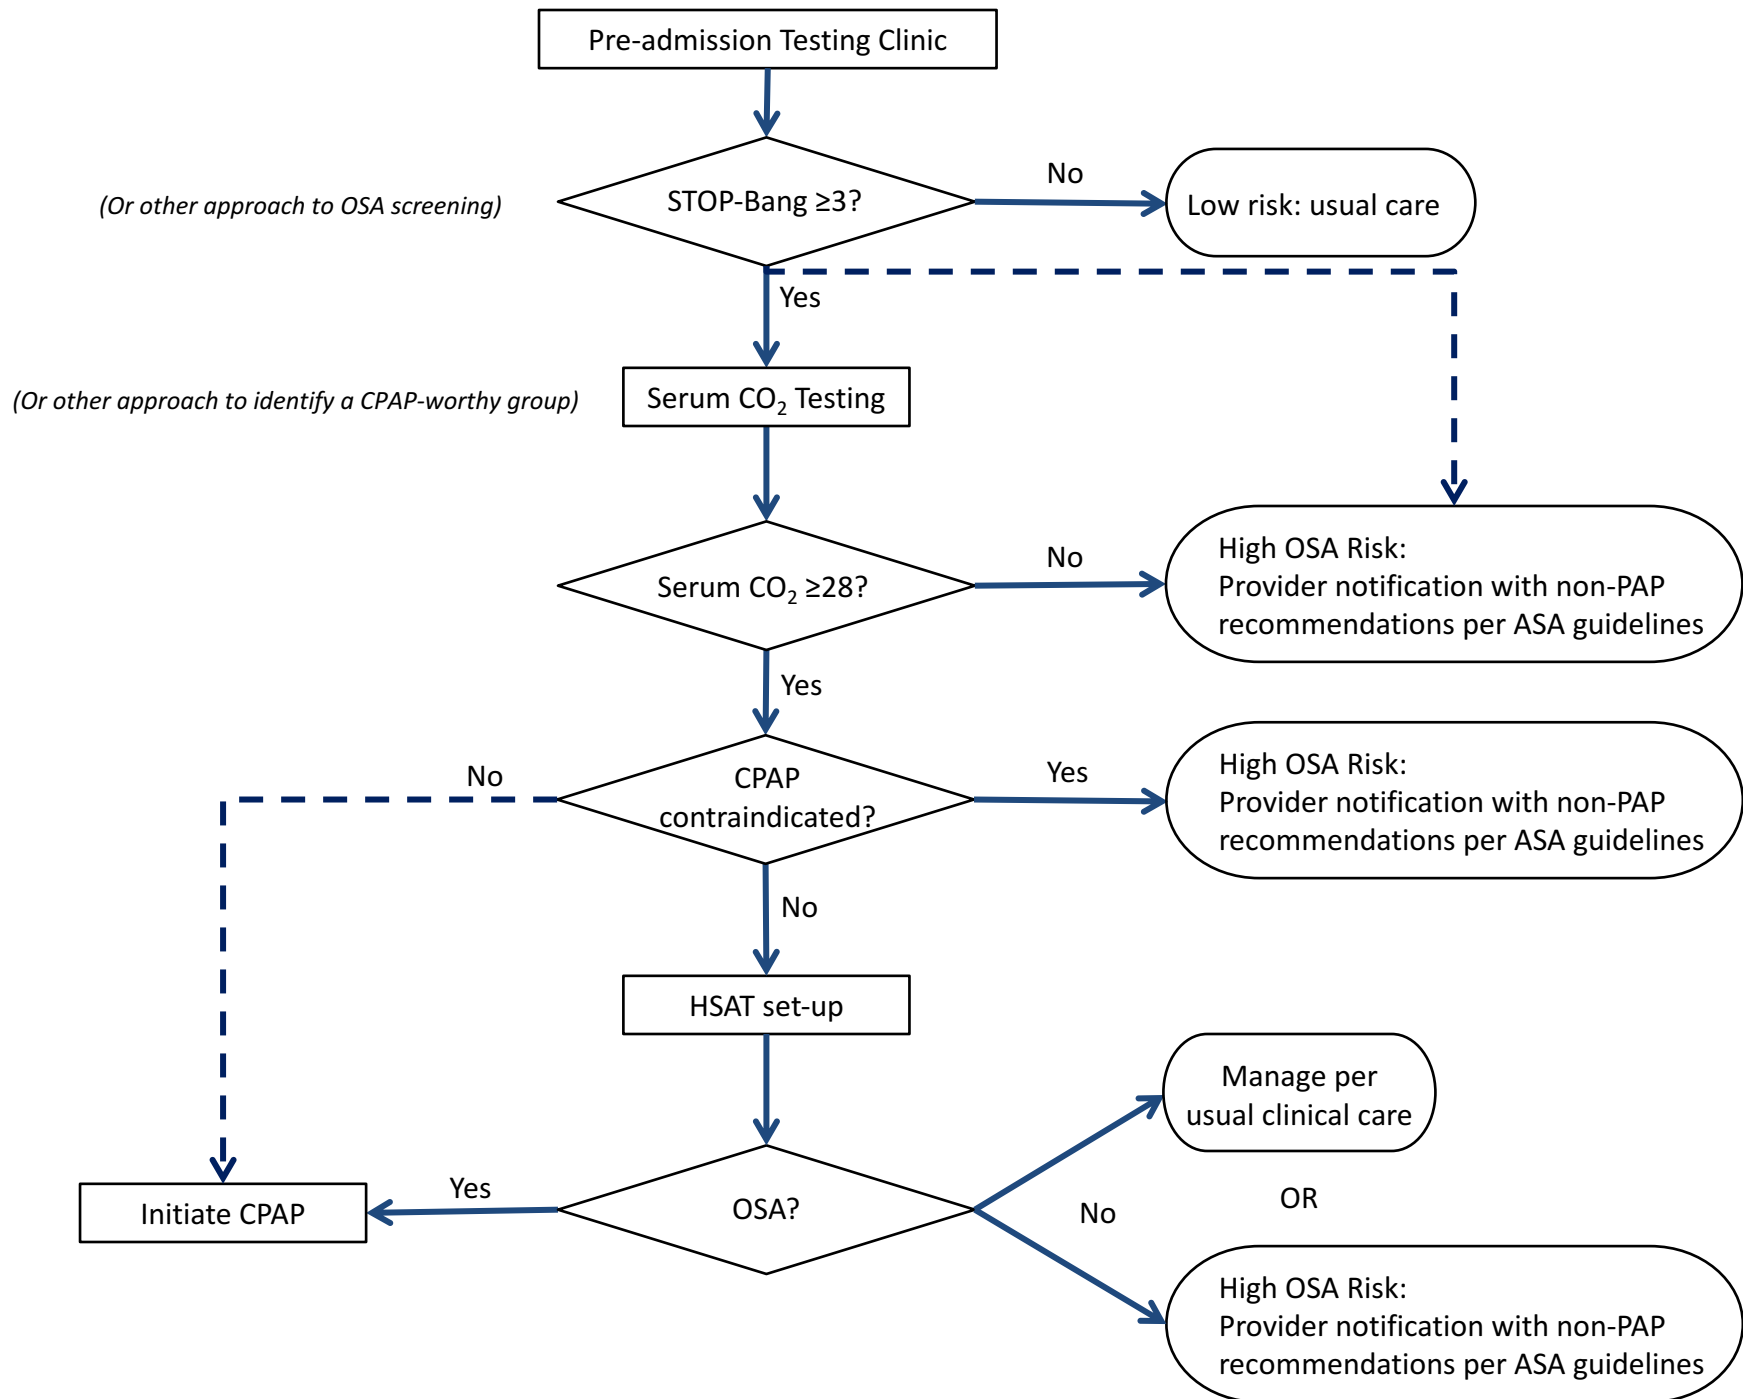 Pre-admission Testing Clinic
(Or other approach to OSA screening)
STOP-Bang ≥3?
No
Low risk: usual care
Yes
(Or other approach to identify a CPAP-worthy group)
Serum CO₂ Testing
Serum CO₂ ≥28?
No
High OSA Risk:
Provider notification with non-PAP
recommendations per ASA guidelines
Yes
No
CPAP
contraindicated?
Yes
High OSA Risk:
Provider notification with non-PAP
recommendations per ASA guidelines
No
HSAT set-up
Manage per
usual clinical care
Initiate CPAP
Yes
OSA?
No
OR
High OSA Risk:
Provider notification with non-PAP
recommendations per ASA guidelines